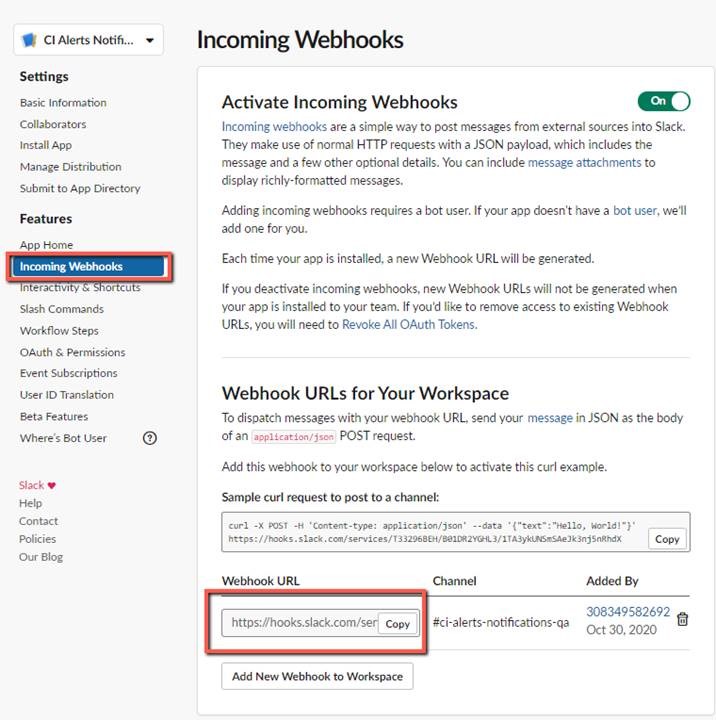 CI Alerts Notifi...
Settings
Basic Information
Collaborators
Install App
Manage Distribution
Submit to App Directory
Features
App Home
Incoming Webhooks
Interactivity & Shortcuts
Slash Commands
Workflow Steps
OAuth & Permissions
Event Subscriptions
User ID Translation
Beta Features
Where's Bot User
Slack
Help
Contact
Policies
Our Blog
Incoming Webhooks
Activate Incoming Webhooks
On
Incoming webhooks are a simple way to post messages from external sources into Slack.
They make use of normal HTTP requests with a JSON payload, which includes the
message and a few other optional details. You can include message attachments to
display richly-formatted messages.
Adding incoming webhooks requires a bot user. If your app doesn't have a bot user, we'll
add one for you.
Each time your app is installed, a new Webhook URL will be generated.
If you deactivate incoming webhooks, new Webhook URLs will not be generated when
your app is installed to your team. If you'd like to remove access to existing Webhook
URLs, you will need to Revoke All OAuth Tokens.
Webhook URLs for Your Workspace
To dispatch messages with your webhook URL, send your message in JSON as the body
of an application/json POST request.
Add this webhook to your workspace below to activate this curl example.
Sample curl request to post to a channel:
curl -X POST -H 'Content-type: application/json' --data '{"text":"Hello, World!"}'
https://hooks.slack.com/services/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
Copy
Webhook URL Channel Added By
https://hooks.slack.com/ser Copy #ci-alerts-notifications-qa 308349582692
Oct 30, 2020
Add New Webhook to Workspace